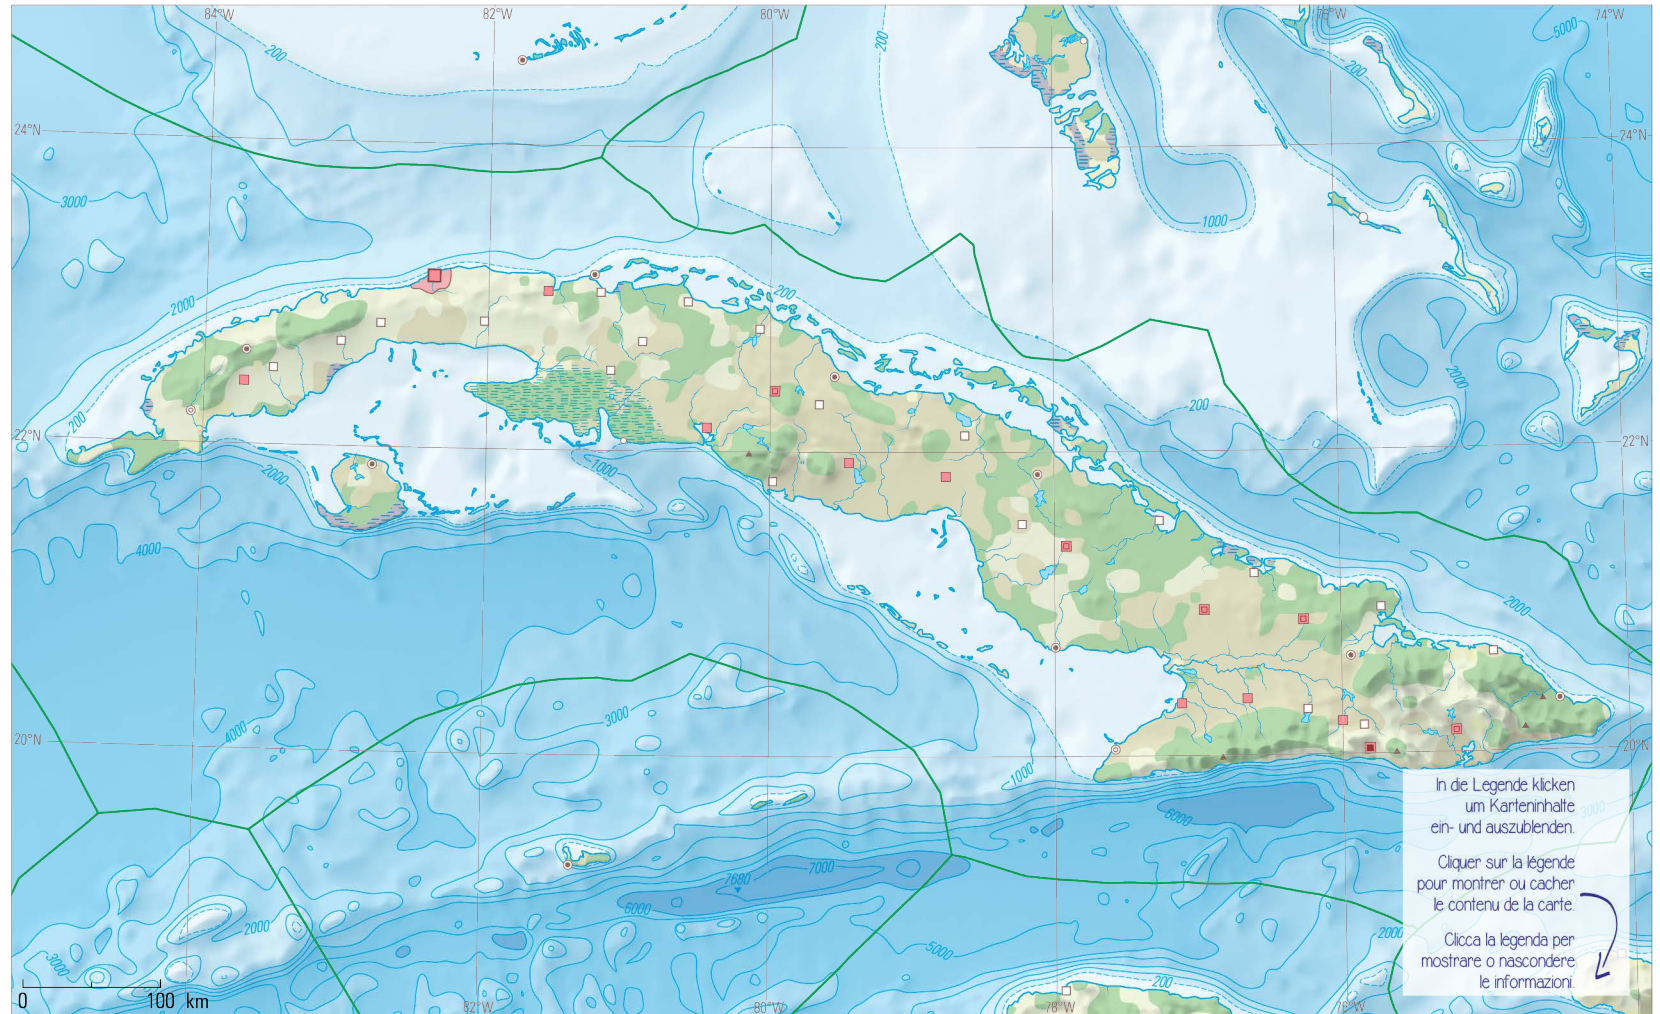 84°W
82°W
80°W
76°W
74°W
200
200
200
5000
24°N
24°N
3000
1000
2000
200
2000
200
200
22°N
22°N
2000
1000
4000
2000
3000
4000
20°N
20°N
1000
6000
3000
7000
7680
6000
2000
5000
2000
3000
200
0 100 km
82°W
80°W
78°W
76°W
In die Legende klicken
um Karteninhalte
ein- und auszublenden.
Cliquer sur la légende
pour montrer ou cacher
le contenu de la carte.
Clicca la legenda per
mostrare o nascondere
le informazioni.